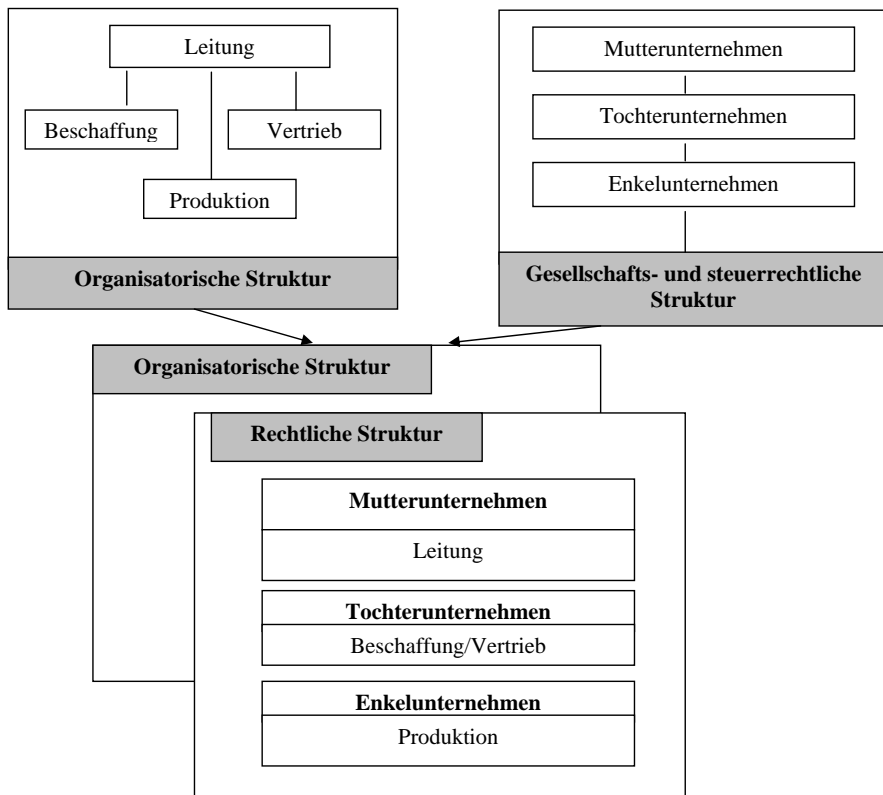 Leitung
Beschaffung
Vertrieb
Produktion
Organisatorische Struktur
Mutterunternehmen
Tochterunternehmen
Enkelunternehmen
Gesellschafts- und steuerrechtliche
Struktur
Organisatorische Struktur
Rechtliche Struktur
Mutterunternehmen
Leitung
Tochterunternehmen
Beschaffung/Vertrieb
Enkelunternehmen
Produktion